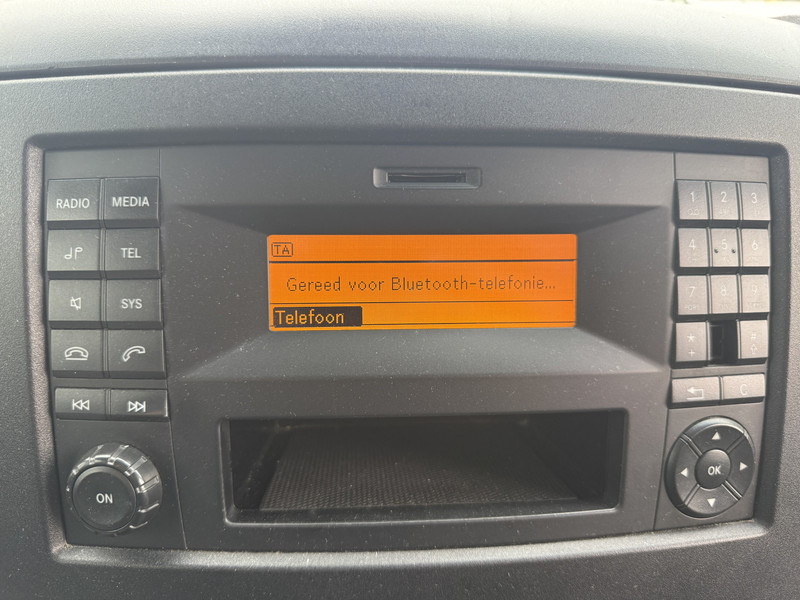 RADIO MEDIA
TEL
SYS
ON
TA
Gereed voor Bluetooth-telefonie...
Telefoon
1 2 3
4 5 6
7 8 9
* 
+
C
OK